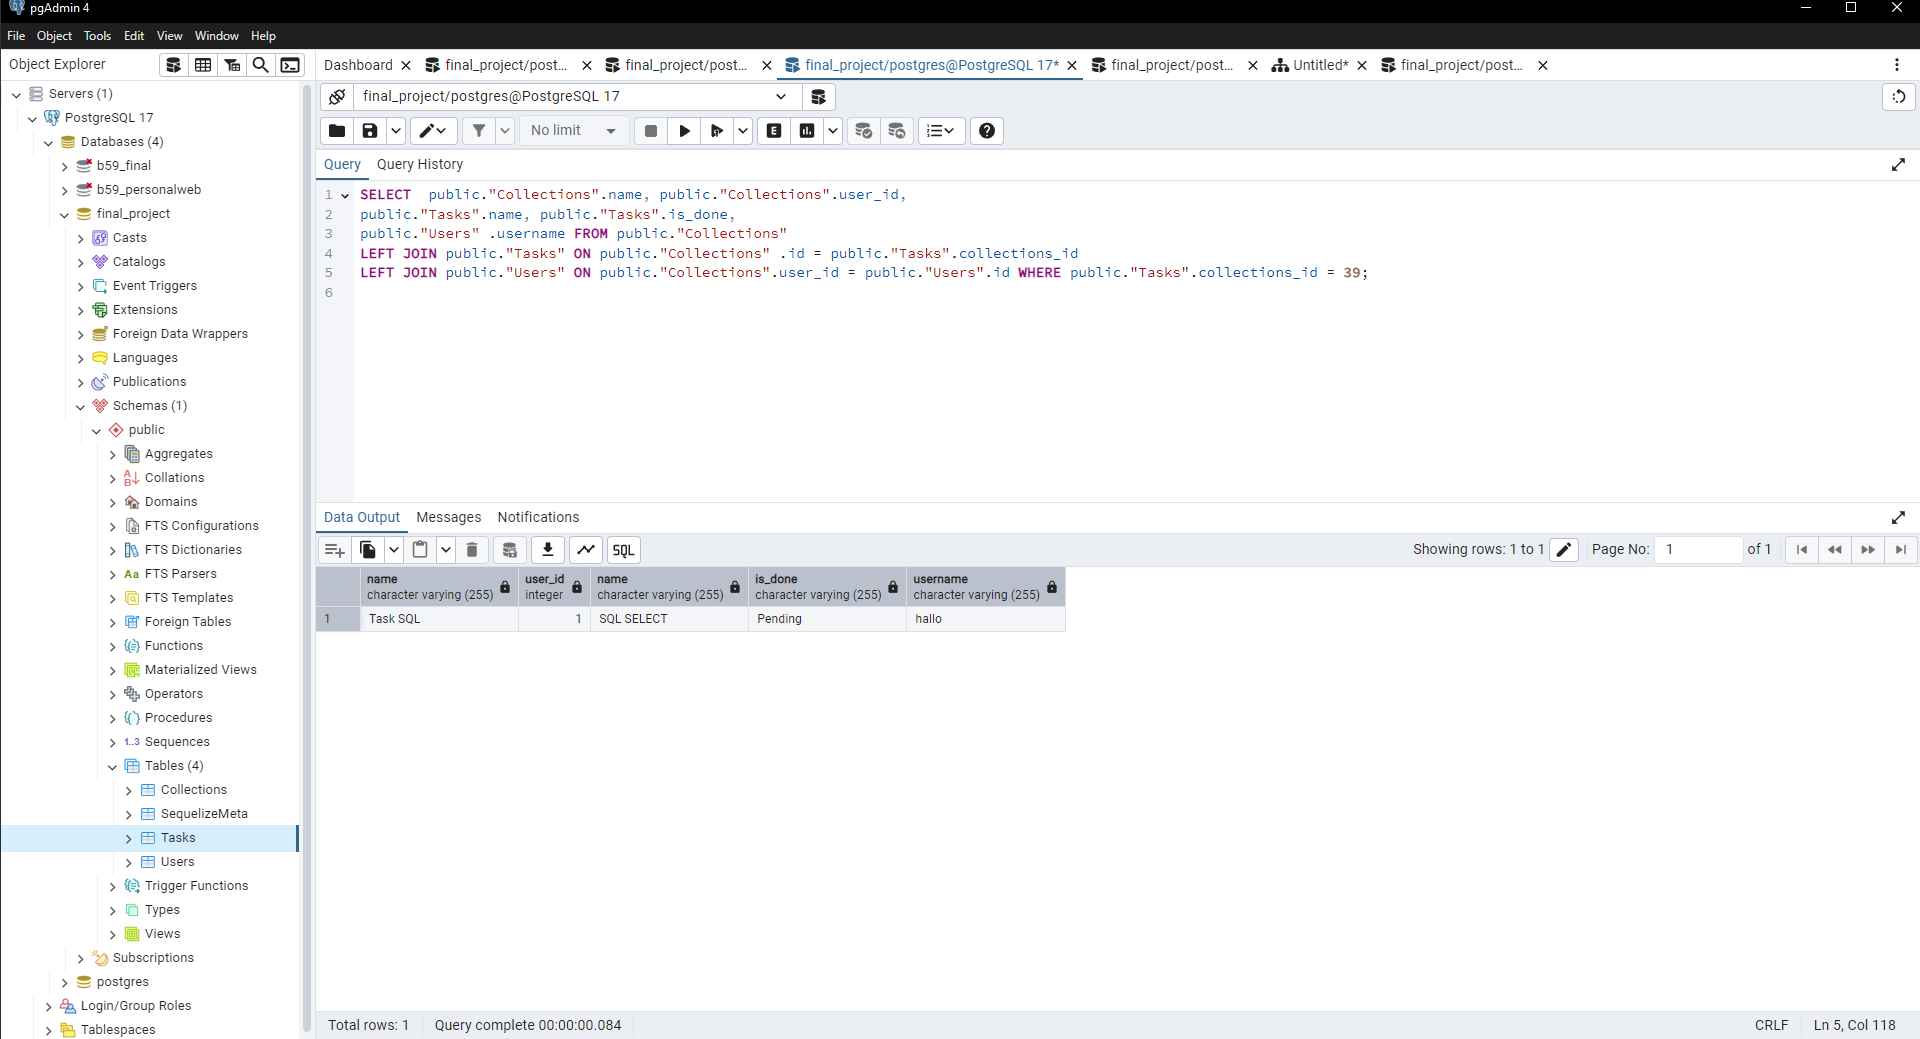 pgAdmin 4
File Object Tools Edit View Window Help
Object Explorer
Dashboard final_project/post... final_project/post... final_project/postgres@PostgreSQL 17* final_project/post... Untitled* final_project/post...
Servers (1)
PostgreSQL 17
Databases (4)
b59_final
b59_personalweb
final_project
Casts
Catalogs
Event Triggers
Extensions
Foreign Data Wrappers
Languages
Publications
Schemas (1)
public
Aggregates
Collations
Domains
FTS Configurations
FTS Dictionaries
Aa FTS Parsers
FTS Templates
Foreign Tables
Functions
Materialized Views
Operators
Procedures
1..3 Sequences
Tables (4)
Collections
SequelizeMeta
Tasks
Users
Trigger Functions
Types
Views
Subscriptions
postgres
Login/Group Roles
Tablespaces
final_project/postgres@PostgreSQL 17
No limit
E
Query Query History
1 SELECT  public."Collections".name, public."Collections".user_id,
2 public."Tasks".name, public."Tasks".is_done,
3 public."Users" .username FROM public."Collections"
4 LEFT JOIN public."Tasks" ON public."Collections" .id = public."Tasks".collections_id
5 LEFT JOIN public."Users" ON public."Collections".user_id = public."Users".id WHERE public."Tasks".collections_id = 39;
6
Data Output Messages Notifications
SQL
Showing rows: 1 to 1 Page No: 1 of 1
name user_id name is_done username
character varying (255) integer character varying (255) character varying (255) character varying (255)
1 Task SQL 1 SQL SELECT Pending hallo
Total rows: 1 Query complete 00:00:00.084 CRLF Ln 5, Col 118